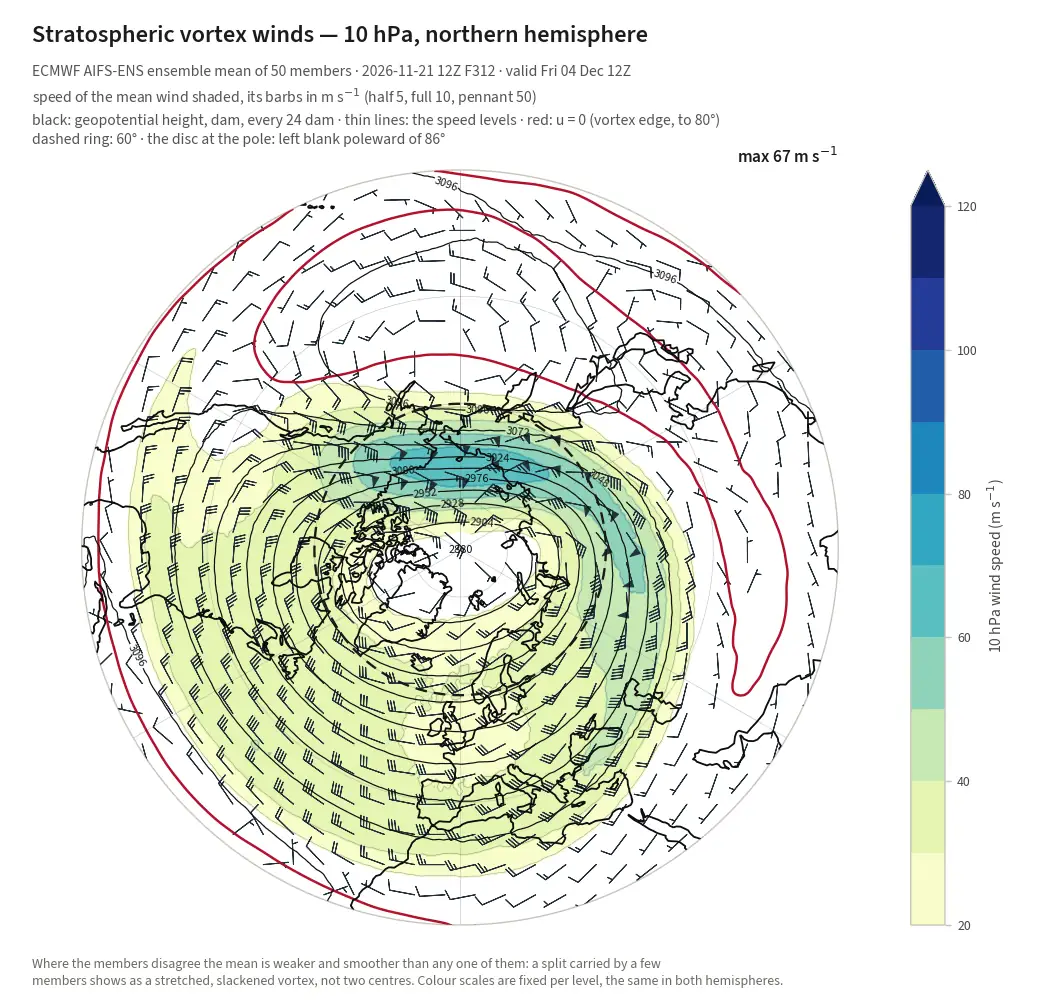 Stratospheric vortex winds — 10 hPa, northern hemisphere
ECMWF AIFS-ENS ensemble mean of 50 members · 2026-11-21 12Z F312 · valid Fri 04 Dec 12Z
speed of the mean wind shaded, its barbs in m s⁻¹ (half 5, full 10, pennant 50)
black: geopotential height, dam, every 24 dam · thin lines: the speed levels · red: u = 0 (vortex edge, to 80°)
dashed ring: 60° · the disc at the pole: left blank poleward of 86°
max 67 m s⁻¹
3096
3096
3072
3024
3000
2976
2952
2928
2904
2880
3048
3096
120
100
80
60
40
20
10 hPa wind speed (m s⁻¹)
Where the members disagree the mean is weaker and smoother than any one of them: a split carried by a few
members shows as a stretched, slackened vortex, not two centres. Colour scales are fixed per level, the same in both hemispheres.